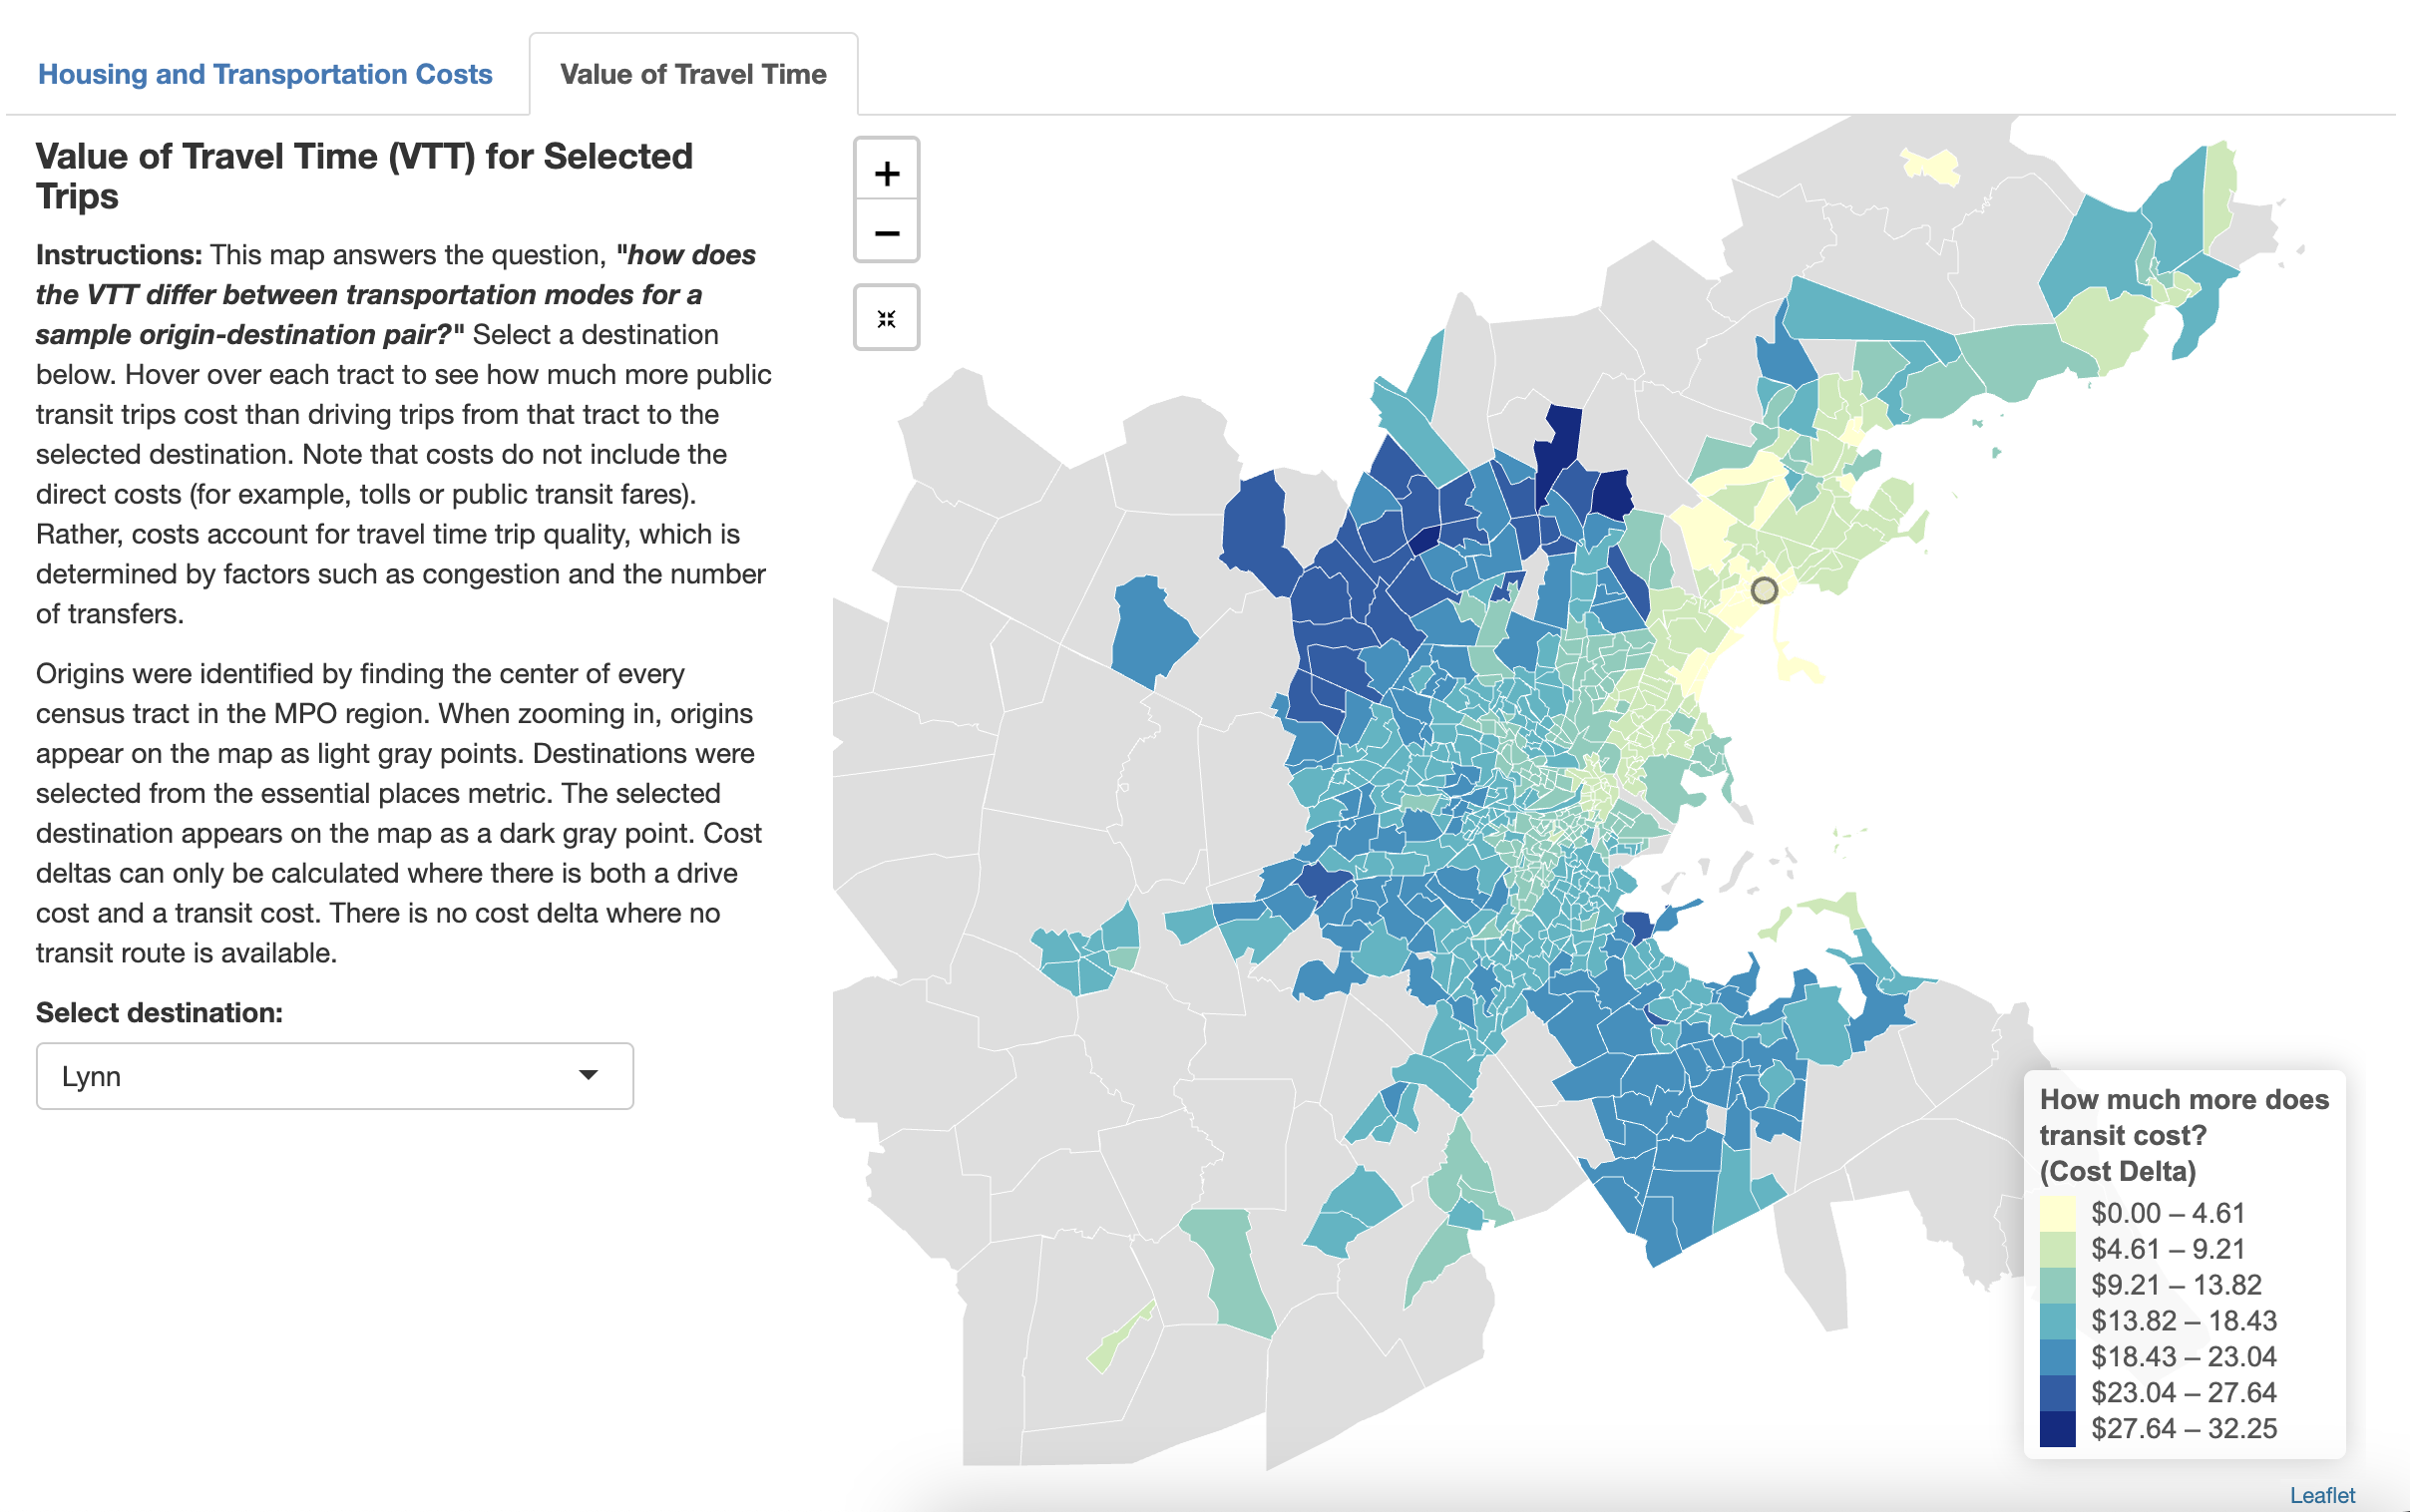 Housing and Transportation Costs
Value of Travel Time
Value of Travel Time (VTT) for Selected
Trips
Instructions: This map answers the question, "how does
the VTT differ between transportation modes for a
sample origin-destination pair?" Select a destination
below. Hover over each tract to see how much more public
transit trips cost than driving trips from that tract to the
selected destination. Note that costs do not include the
direct costs (for example, tolls or public transit fares).
Rather, costs account for travel time trip quality, which is
determined by factors such as congestion and the number
of transfers.
Origins were identified by finding the center of every
census tract in the MPO region. When zooming in, origins
appear on the map as light gray points. Destinations were
selected from the essential places metric. The selected
destination appears on the map as a dark gray point. Cost
deltas can only be calculated where there is both a drive
cost and a transit cost. There is no cost delta where no
transit route is available.
Select destination:
Lynn
+
−
How much more does
transit cost?
(Cost Delta)
$0.00 – 4.61
$4.61 – 9.21
$9.21 – 13.82
$13.82 – 18.43
$18.43 – 23.04
$23.04 – 27.64
$27.64 – 32.25
Leaflet